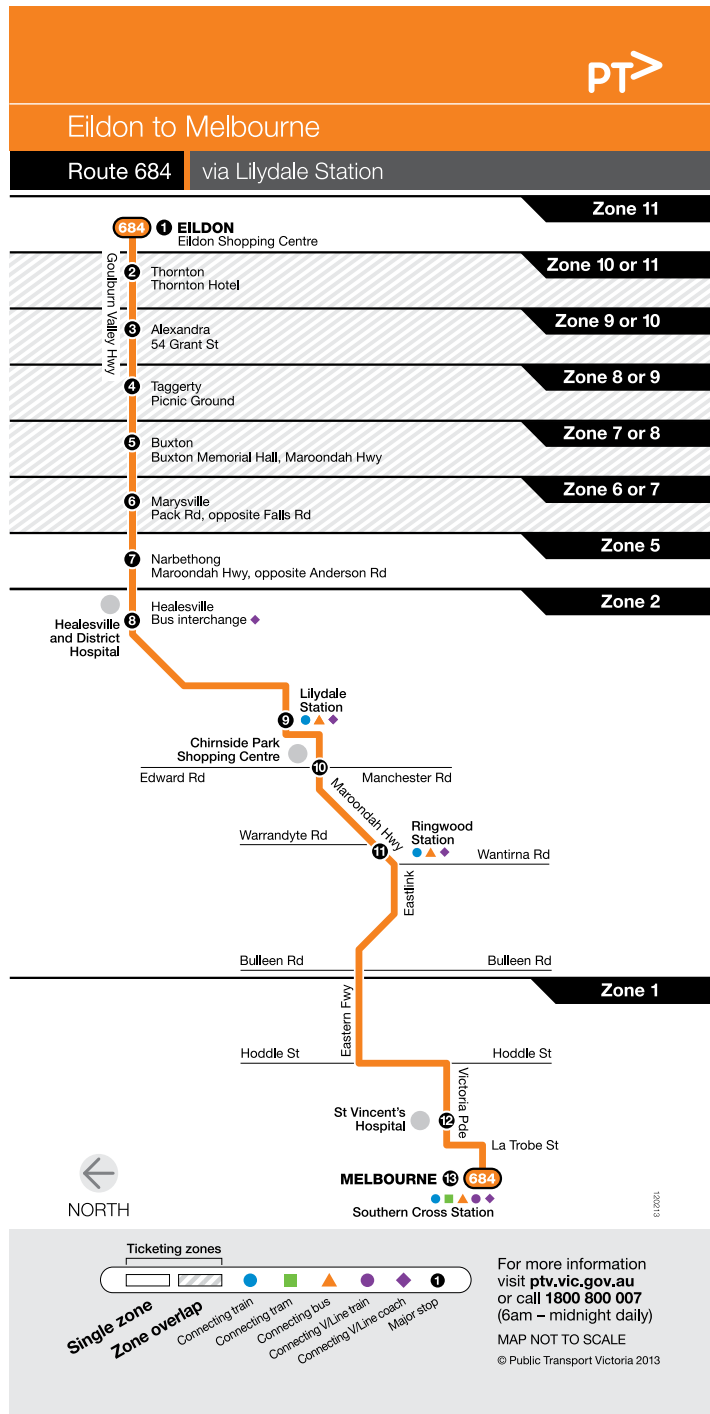 PT>
Eildon to Melbourne
Route 684
via Lilydale Station
Zone 11
684 1 EILDON
Eildon Shopping Centre
Goulburn Valley Hwy
Zone 10 or 11
2 Thornton
Thornton Hotel
Zone 9 or 10
3 Alexandra
54 Grant St
Zone 8 or 9
4 Taggerty
Picnic Ground
Zone 7 or 8
5 Buxton
Buxton Memorial Hall, Maroondah Hwy
Zone 6 or 7
6 Marysville
Pack Rd, opposite Falls Rd
Zone 5
7 Narbethong
Maroondah Hwy, opposite Anderson Rd
Zone 2
8 Healesville
Bus interchange
Healesville
and District
Hospital
Lilydale
Station
9
Chirnside Park
Shopping Centre
10
Edward Rd
Manchester Rd
Maroondah Hwy
Ringwood
Station
Warrandyte Rd
11
Wantirna Rd
Eastlink
Bulleen Rd
Bulleen Rd
Zone 1
Eastern Fwy
Hoddle St
Hoddle St
Victoria Pde
St Vincent's
Hospital
12
La Trobe St
MELBOURNE 13 684
Southern Cross Station
NORTH
120213
Ticketing zones
Single zone
Zone overlap
Connecting train
Connecting tram
Connecting bus
Connecting V/Line train
Connecting V/Line coach
1
Major stop
For more information
visit ptv.vic.gov.au
or call 1800 800 007
(6am – midnight daily)
MAP NOT TO SCALE
© Public Transport Victoria 2013